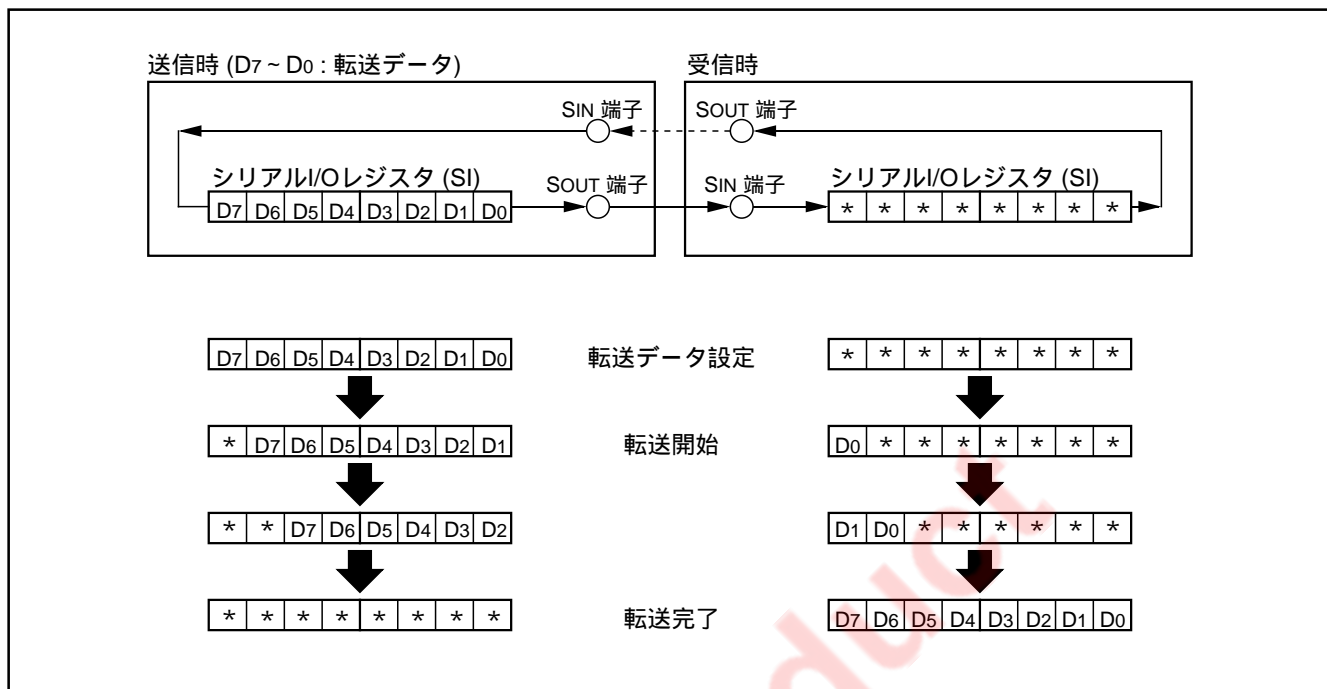 送信時 (D7 ~ D0 : 転送データ)
受信時
SIN 端子
SOUT 端子
シリアルI/Oレジスタ (SI)
SOUT 端子
SIN 端子
シリアルI/Oレジスタ (SI)
D7 D6 D5 D4 D3 D2 D1 D0
* * * * * * * *
D7 D6 D5 D4 D3 D2 D1 D0
転送データ設定
* * * * * * * *
* D7 D6 D5 D4 D3 D2 D1
転送開始
D0 * * * * * * *
* * D7 D6 D5 D4 D3 D2
D1 D0 * * * * * *
* * * * * * * *
転送完了
D7 D6 D5 D4 D3 D2 D1 D0
duct